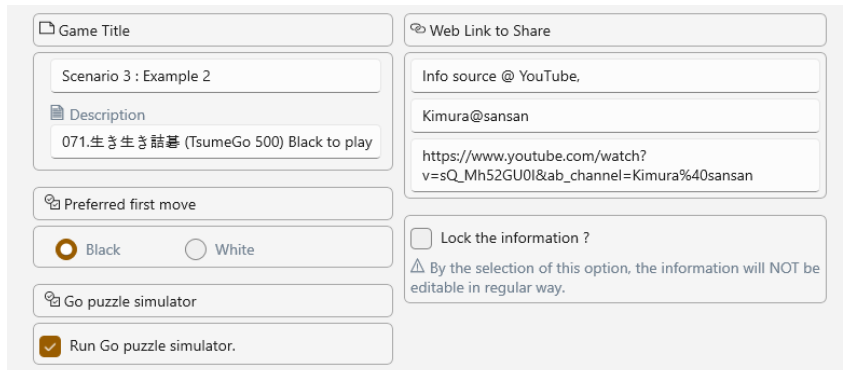 Game Title
Scenario 3 : Example 2
Description
071.生き生き詰碁 (TsumeGo 500) Black to play
Preferred first move
Black
White
Go puzzle simulator
Run Go puzzle simulator.
Web Link to Share
Info source @ YouTube,
Kimura@sansan
https://www.youtube.com/watch?
v=sQ_Mh52GU0I&ab_channel=Kimura%40sansan
Lock the information ?
By the selection of this option, the information will NOT be
editable in regular way.